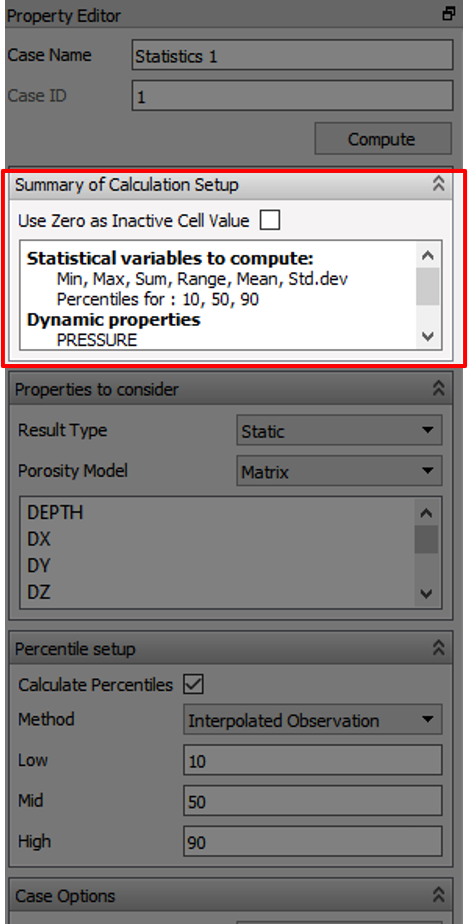 Property Editor
Case Name Statistics 1
Case ID 1
Compute
Summary of Calculation Setup
Use Zero as Inactive Cell Value
Statistical variables to compute:
Min, Max, Sum, Range, Mean, Std.dev
Percentiles for : 10, 50, 90
Dynamic properties
PRESSURE
Properties to consider
Result Type Static
Porosity Model Matrix
DEPTH
DX
DY
DZ
Percentile setup
Calculate Percentiles
Method Interpolated Observation
Low 10
Mid 50
High 90
Case Options